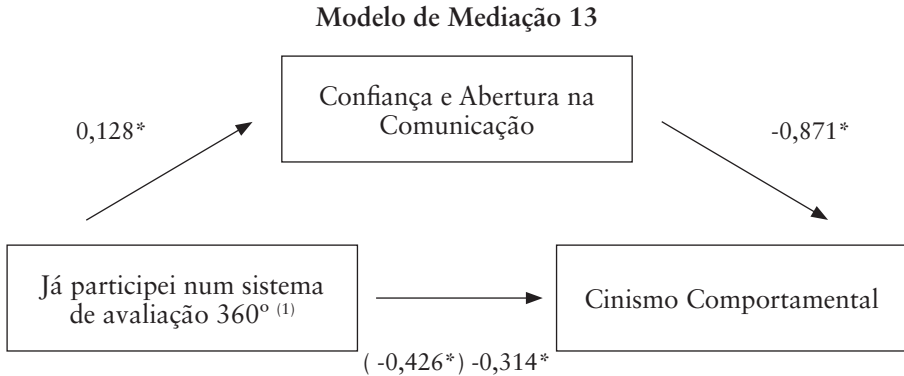 Modelo de Mediação 13
Confiança e Abertura na
Comunicação
0,128*
-0,871*
Já participei num sistema
de avaliação 360º (1)
Cinismo Comportamental
( -0,426*) -0,314*